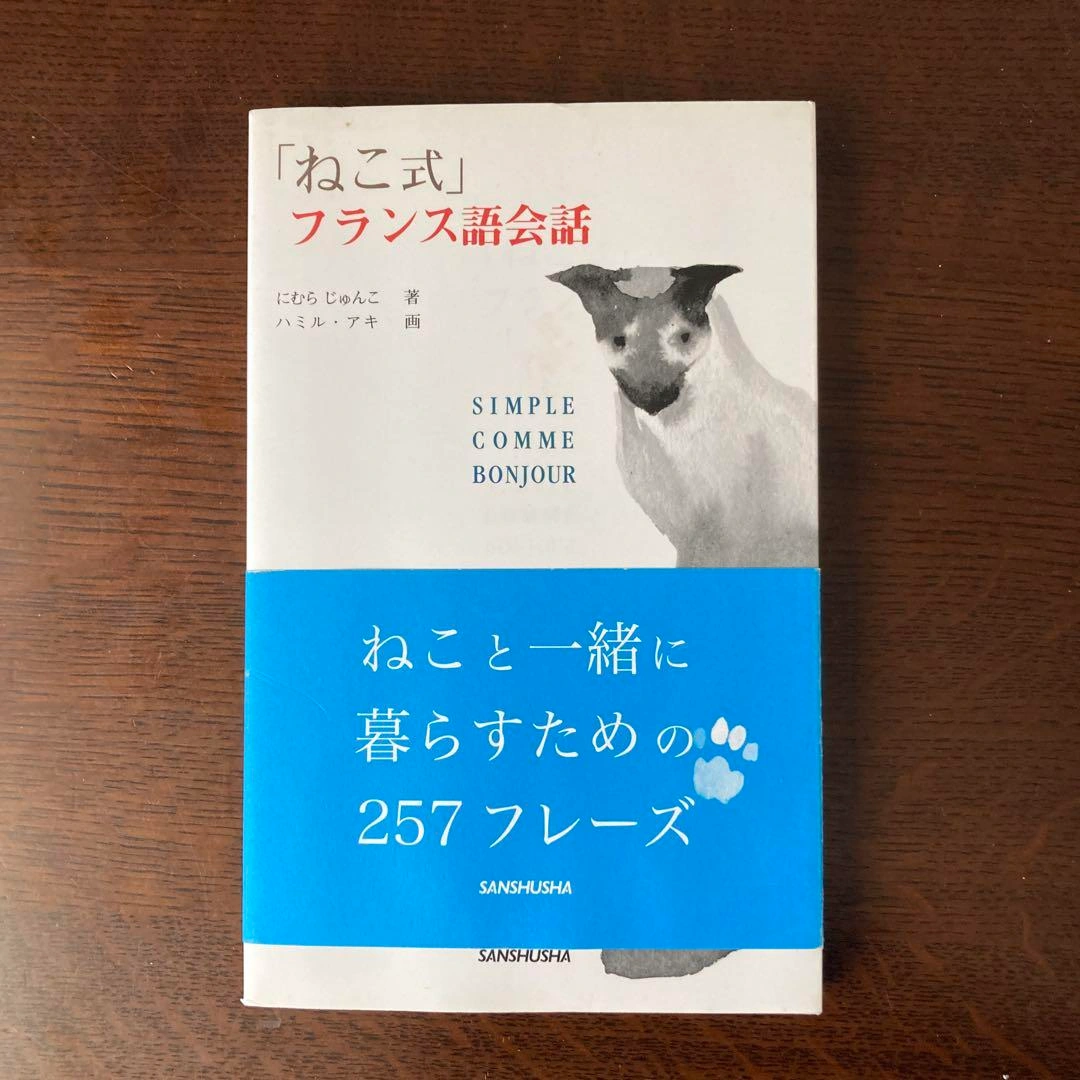 「ねこ式」
フランス語会話
にむら じゅんこ 著
ハミル・アキ 画
SIMPLE
COMME
BONJOUR
ねこと一緒に
暮らすための
257フレーズ
SANSHUSHA
SANSHUSHA